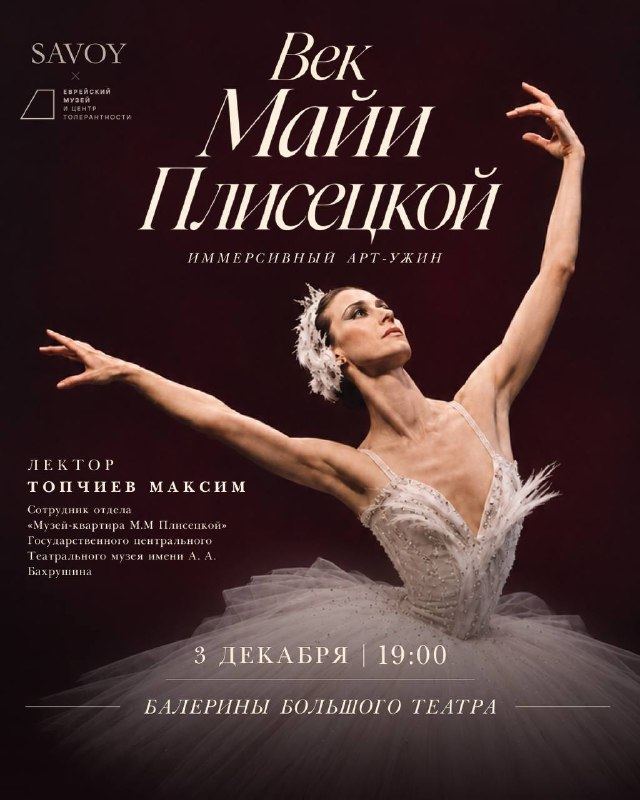 SAVOY
×
ЕВРЕЙСКИЙ
МУЗЕЙ
И ЦЕНТР
ТОЛЕРАНТНОСТИ
Век
Майи
Плисецкой
ИММЕРСИВНЫЙ АРТ-УЖИН
ЛЕКТОР
ТОПЧИЕВ МАКСИМ
Сотрудник отдела
«Музей-квартира М.М Плисецкой»
Государственного центрального
Театрального музея имени А. А.
Бахрушина
3 ДЕКАБРЯ | 19:00
БАЛЕРИНЫ БОЛЬШОГО ТЕАТРА